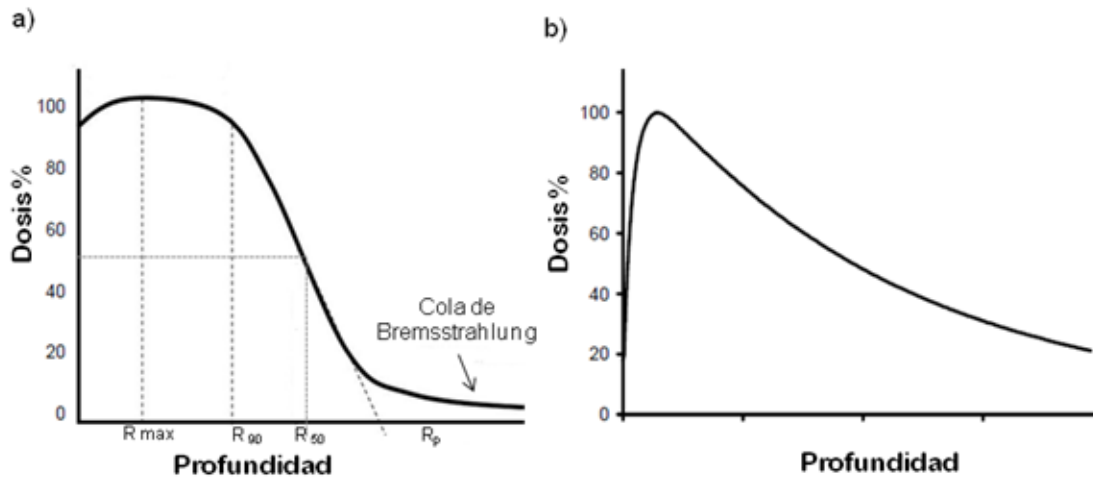 a)
100
80
60
40
20
0
Dosis%
Cola de
Bremsstrahlung
R max
R 90
R 50
Rp
Profundidad
b)
100
80
60
40
20
0
Dosis%
Profundidad